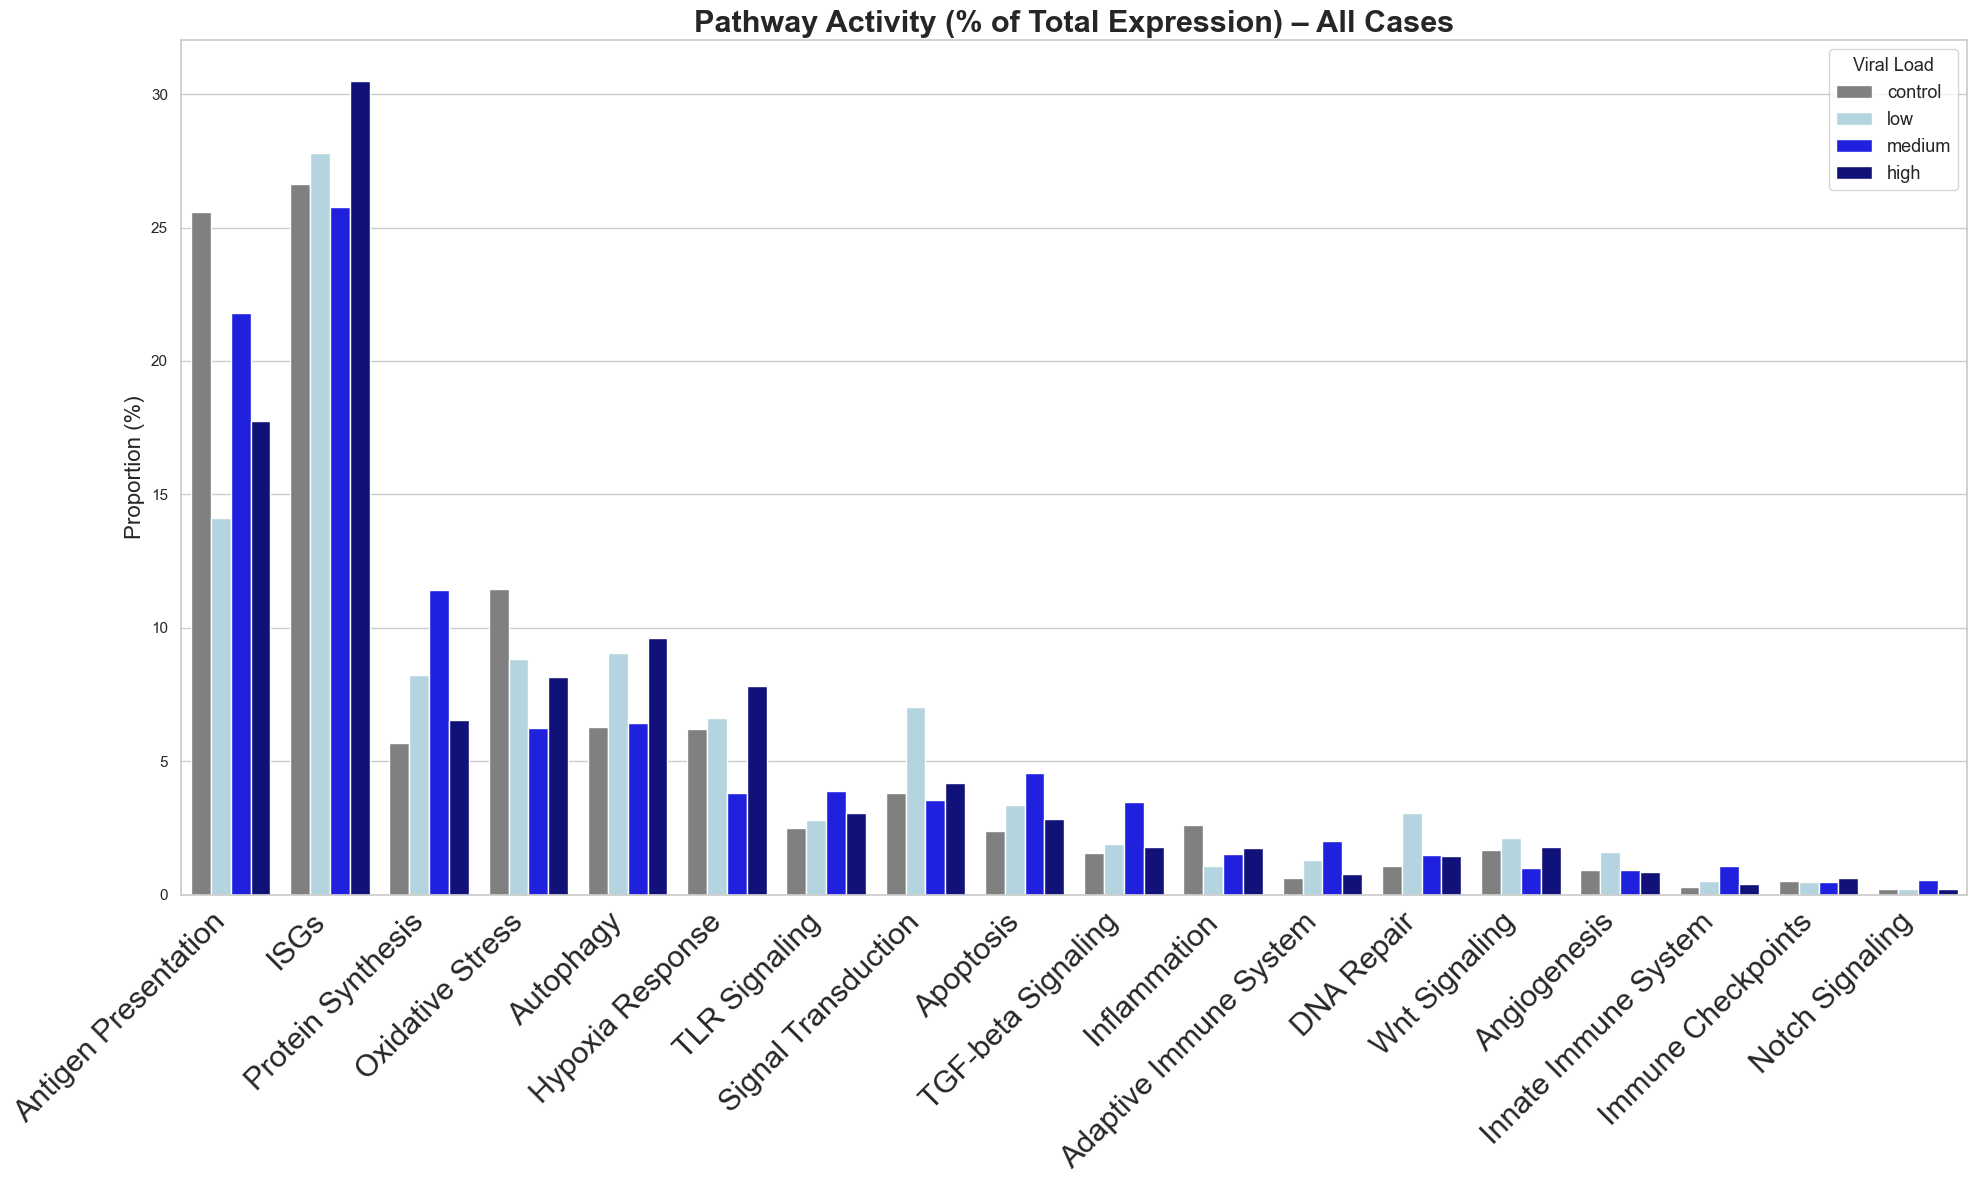 Pathway Activity (% of Total Expression) – All Cases
Viral Load
control
low
medium
high
Proportion (%)
30
25
20
15
10
5
0
Antigen Presentation
ISGs
Protein Synthesis
Oxidative Stress
Autophagy
Hypoxia Response
TLR Signaling
Signal Transduction
Apoptosis
TGF-beta Signaling
Inflammation
Adaptive Immune System
DNA Repair
Wnt Signaling
Angiogenesis
Innate Immune System
Immune Checkpoints
Notch Signaling